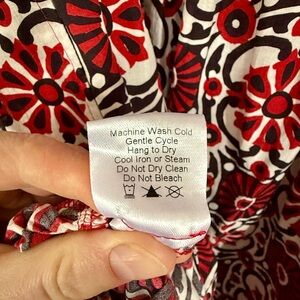 Machine Wash Cold
Gentle Cycle
Hang to Dry
Cool Iron or Steam
Do Not Dry Clean
Do Not Bleach